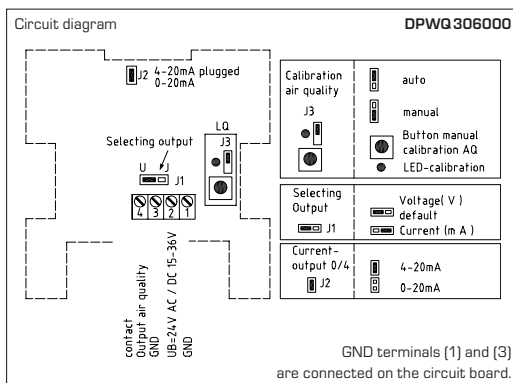 Circuit diagram
DPWQ 306000
J2 4-20mA plugged
0-20mA
LQ
J3
Selecting output
U J
J1
4 3 2 1
contact
Output air quality
GND
UB=24V AC / DC 15-36V
GND
Calibration
air quality
J3
auto
manual
Button manual
calibration AQ
LED-calibration
Selecting
Output
J1
Voltage( V )
default
Current (m A )
Current-
output 0/4
J2
4-20mA
0-20mA
GND terminals (1) and (3)
are connected on the circuit board.